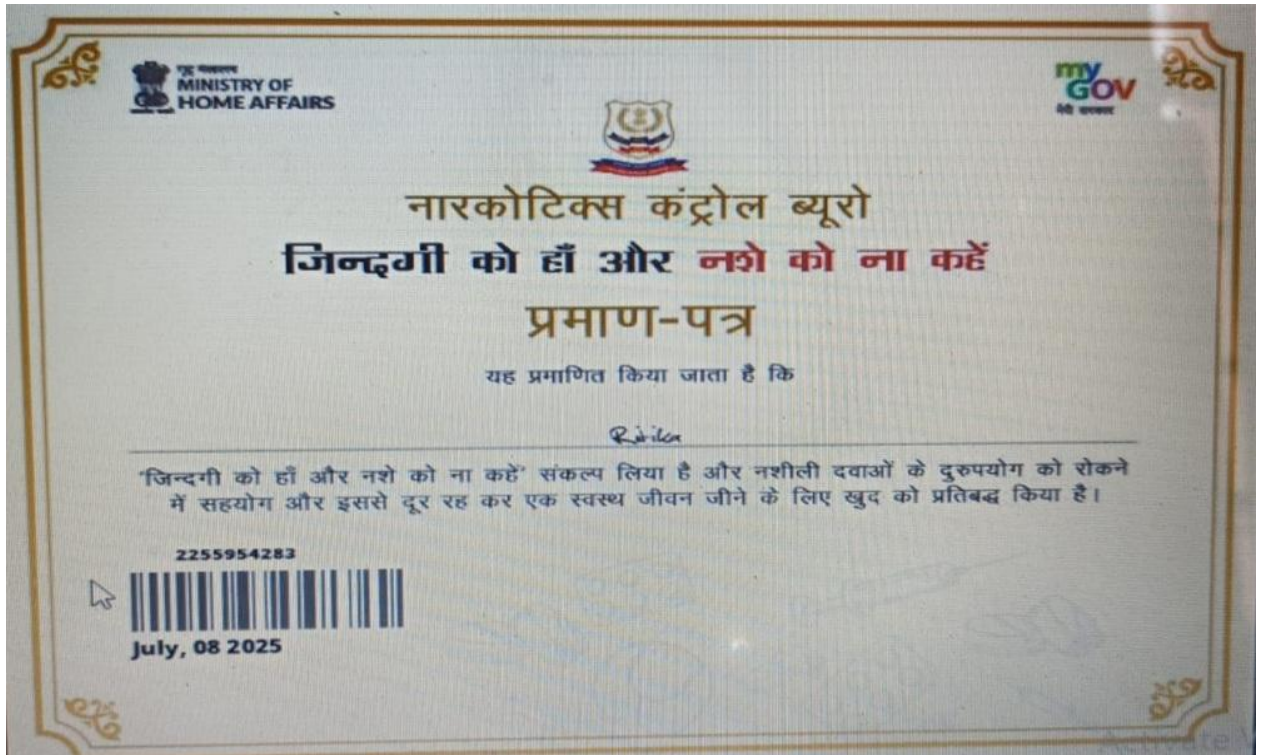 गृह मंत्रालय
MINISTRY OF
HOME AFFAIRS
my
GOV
मेरी सरकार
नारकोटिक्स कंट्रोल ब्यूरो
जिन्दगी को हाँ और नशे को ना कहें
प्रमाण-पत्र
यह प्रमाणित किया जाता है कि
'जिन्दगी को हाँ और नशे को ना कहें' संकल्प लिया है और नशीली दवाओं के दुरुपयोग को रोकने
में सहयोग और इससे दूर रह कर एक स्वस्थ जीवन जीने के लिए खुद को प्रतिबद्ध किया है।
2255954283
July, 08 2025